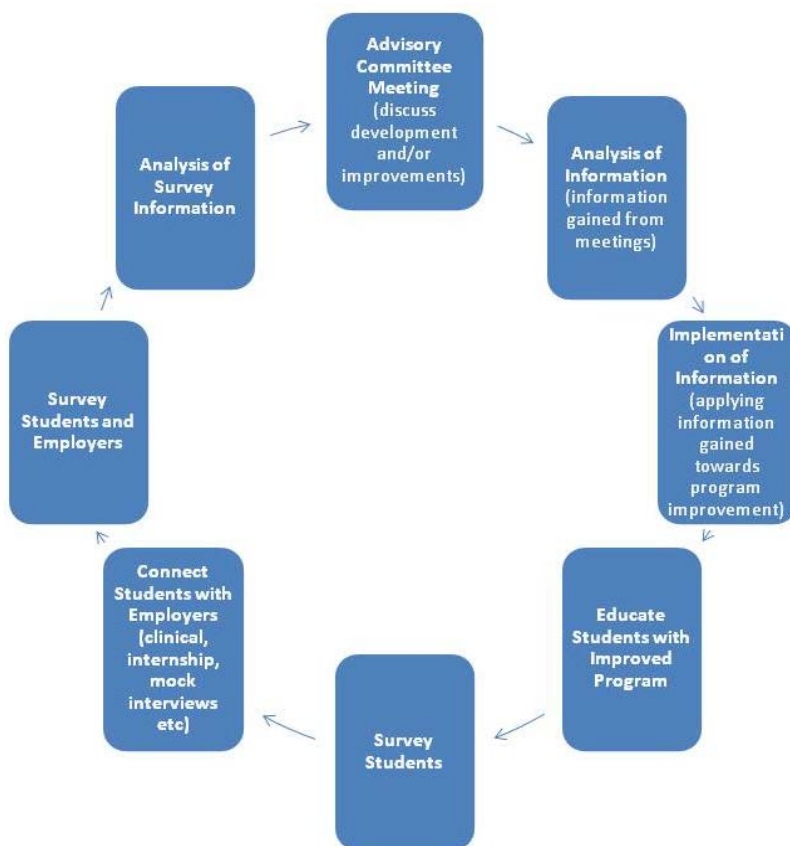 Advisory
Committee
Meeting
(discuss
development
and/or
improvements)
Analysis of
Information
(information
gained from
meetings)
Implementati
on of
Information
(applying
information
gained
towards
program
improvement)
Educate
Students with
Improved
Program
Survey
Students
Connect
Students with
Employers
(clinical,
internship,
mock
interviews
etc)
Survey
Students and
Employers
Analysis of
Survey
Information